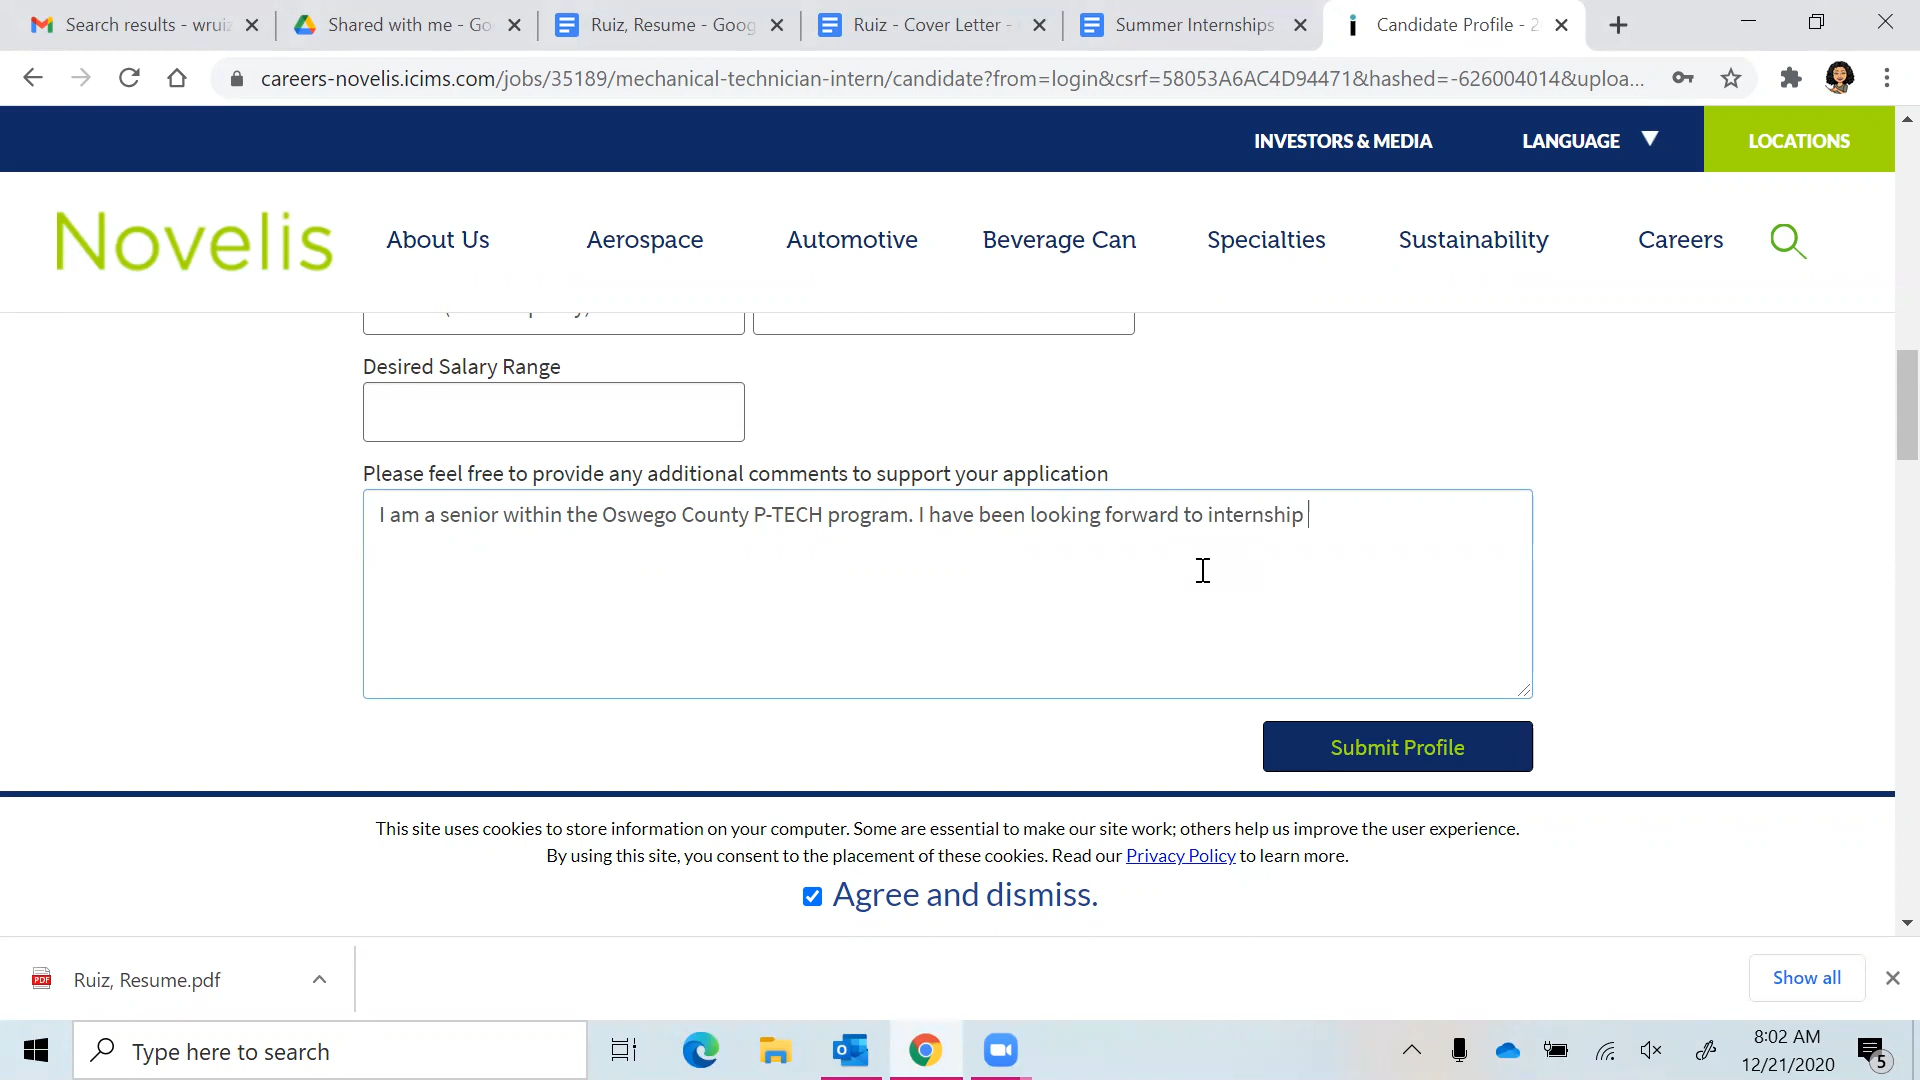 Search results - wruiz
Shared with me - Go
Ruiz, Resume - Goog
Ruiz - Cover Letter -
Summer Internships
Candidate Profile - 2
careers-novelis.icims.com/jobs/35189/mechanical-technician-intern/candidate?from=login&csrf=58053A6AC4D94471&hashed=-626004014&uploa...
INVESTORS & MEDIA
LANGUAGE
LOCATIONS
Novelis
About Us
Aerospace
Automotive
Beverage Can
Specialties
Sustainability
Careers
Desired Salary Range
Please feel free to provide any additional comments to support your application
I am a senior within the Oswego County P-TECH program. I have been looking forward to internship
Submit Profile
This site uses cookies to store information on your computer. Some are essential to make our site work; others help us improve the user experience.
By using this site, you consent to the placement of these cookies. Read our Privacy Policy to learn more.
Agree and dismiss.
PDF
Ruiz, Resume.pdf
Show all
Type here to search
8:02 AM
12/21/2020
5